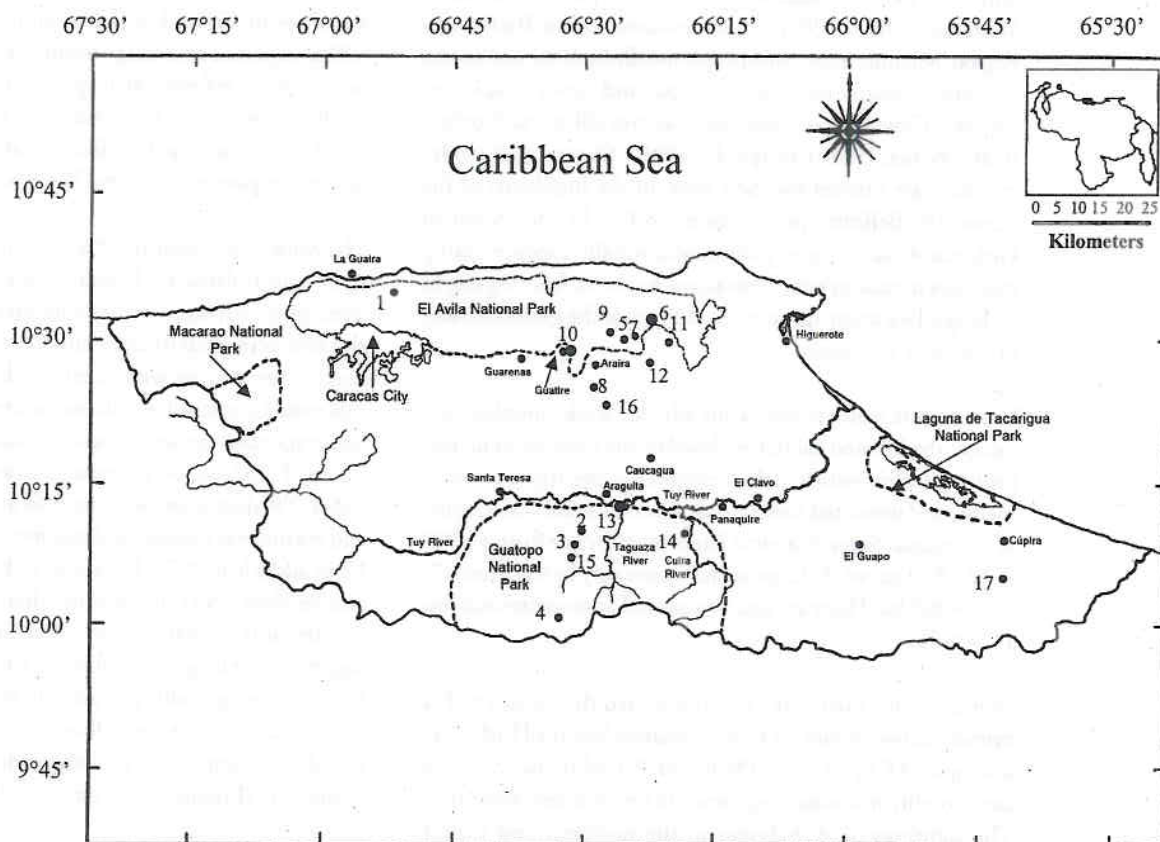 67°30' 67°15' 67°00' 66°45' 66°30' 66°15' 66°00' 65°45' 65°30'
Caribbean Sea
10°45'
0 5 10 15 20 25
Kilometers
La Guaira
1
El Avila National Park
9
5
7
6
11
10°30'
Macarao National
Park
10
Higuerote
Guarenas
Guatire
Araira
12
Caracas City
8
16
Laguna de Tacarigua
National Park
Caucagua
10°15'
Santa Teresa
Araguita
Tuy River
El Clavo
13
Panaquire
2
Tuy River
3
Guatopo
National
Park
15
Taguaza
River
14
Cuira
River
El Guapo
Cúpira
17
4
10°00'
9°45'